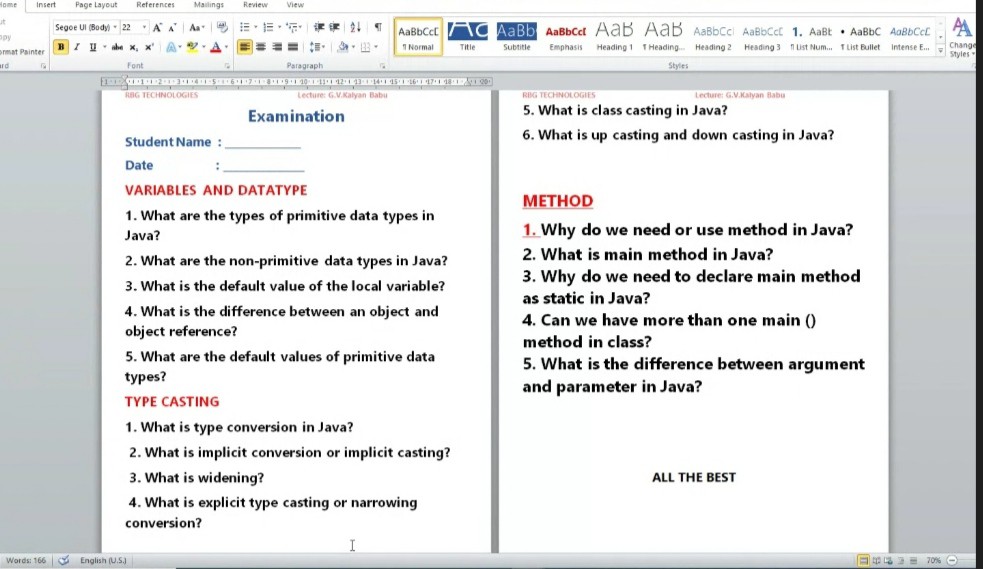 Home Insert Page Layout References Mailings Review View
Segoe UI (Body) 22
Format Painter
Font Paragraph Styles
AaBbCcI AaBb AaBbCcI AaB AaB AaBbCcI AaBbCcI 1. AaBt • AaBbC AaBbCcL
¶ Normal Title Subtitle Emphasis Heading 1 ¶ Heading... Heading 2 Heading 3 ¶ List Num... ¶ List Bullet Intense E...
Change
Styles
RBG TECHNOLOGIES Lecture: G.V.Kalyan Babu
Examination
Student Name : ___________
Date : ____________
VARIABLES AND DATATYPE
1. What are the types of primitive data types in
Java?
2. What are the non-primitive data types in Java?
3. What is the default value of the local variable?
4. What is the difference between an object and
object reference?
5. What are the default values of primitive data
types?
TYPE CASTING
1. What is type conversion in Java?
2. What is implicit conversion or implicit casting?
3. What is widening?
4. What is explicit type casting or narrowing
conversion?
RBG TECHNOLOGIES Lecture: G.V.Kalyan Babu
5. What is class casting in Java?
6. What is up casting and down casting in Java?
METHOD
1. Why do we need or use method in Java?
2. What is main method in Java?
3. Why do we need to declare main method
as static in Java?
4. Can we have more than one main ()
method in class?
5. What is the difference between argument
and parameter in Java?
ALL THE BEST
Words: 166 English (U.S.) 70%